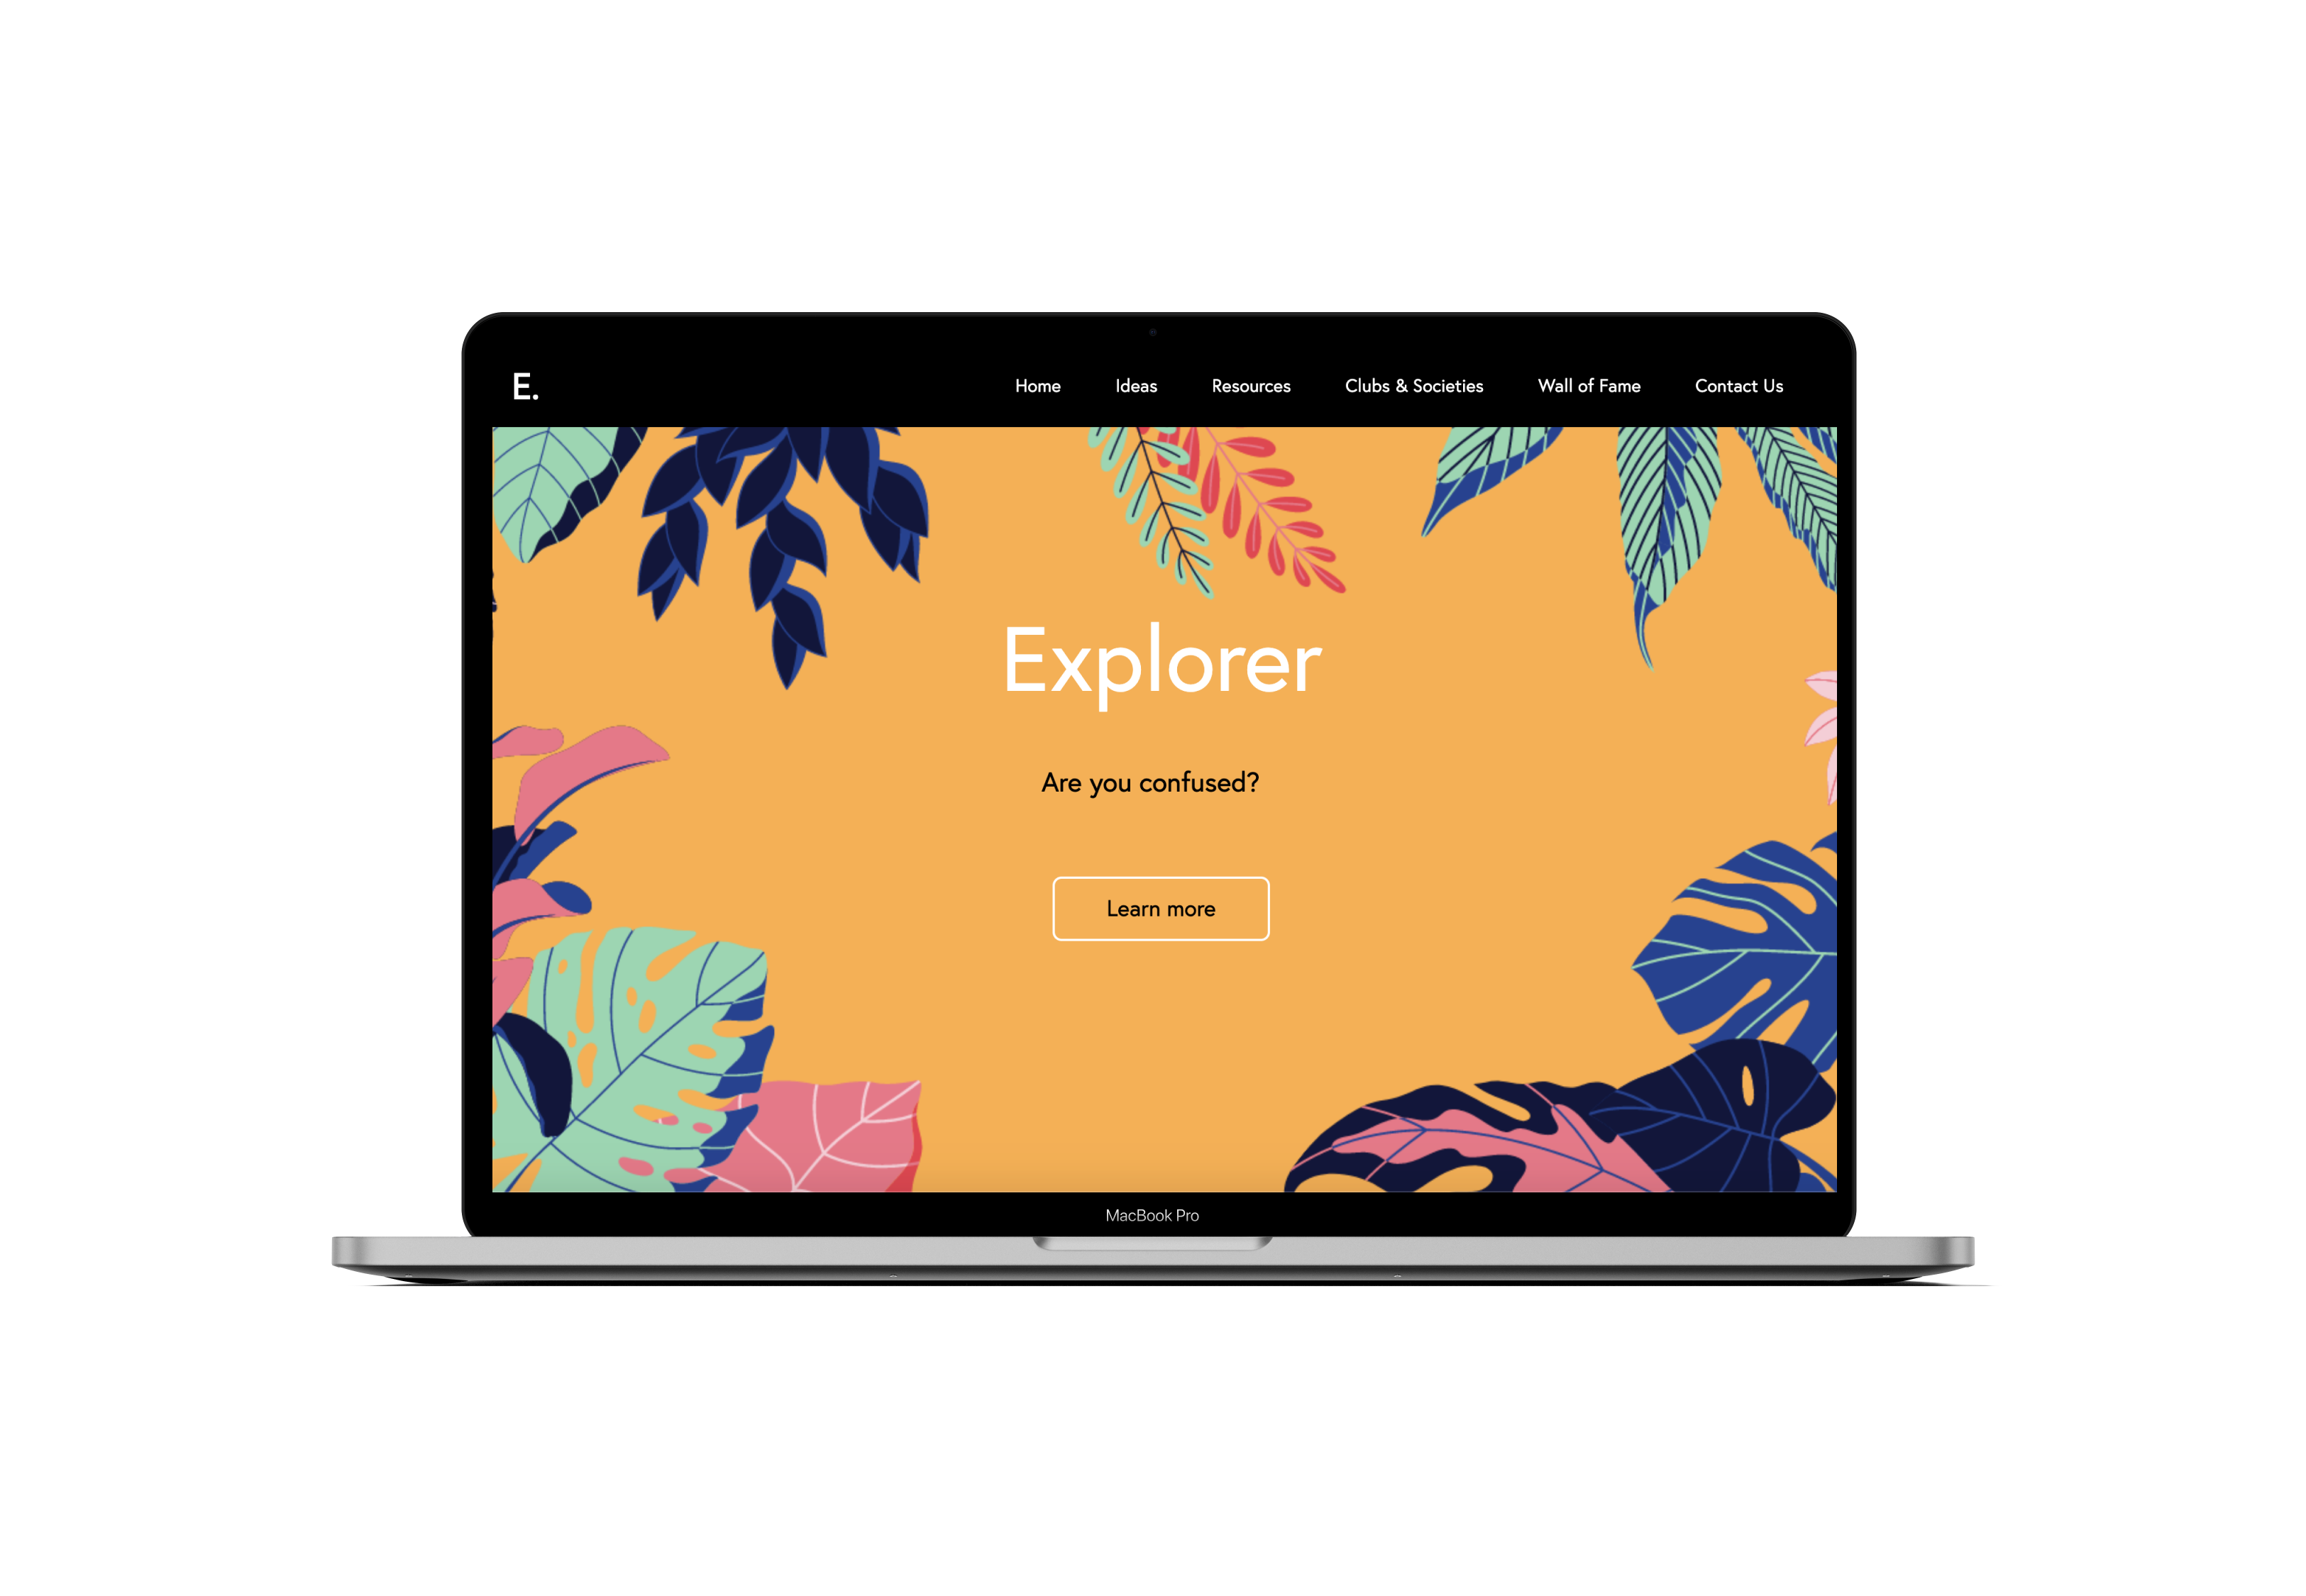 E.
Home Ideas Resources Clubs & Societies Wall of Fame Contact Us
Explorer
Are you confused?
Learn more
MacBook Pro